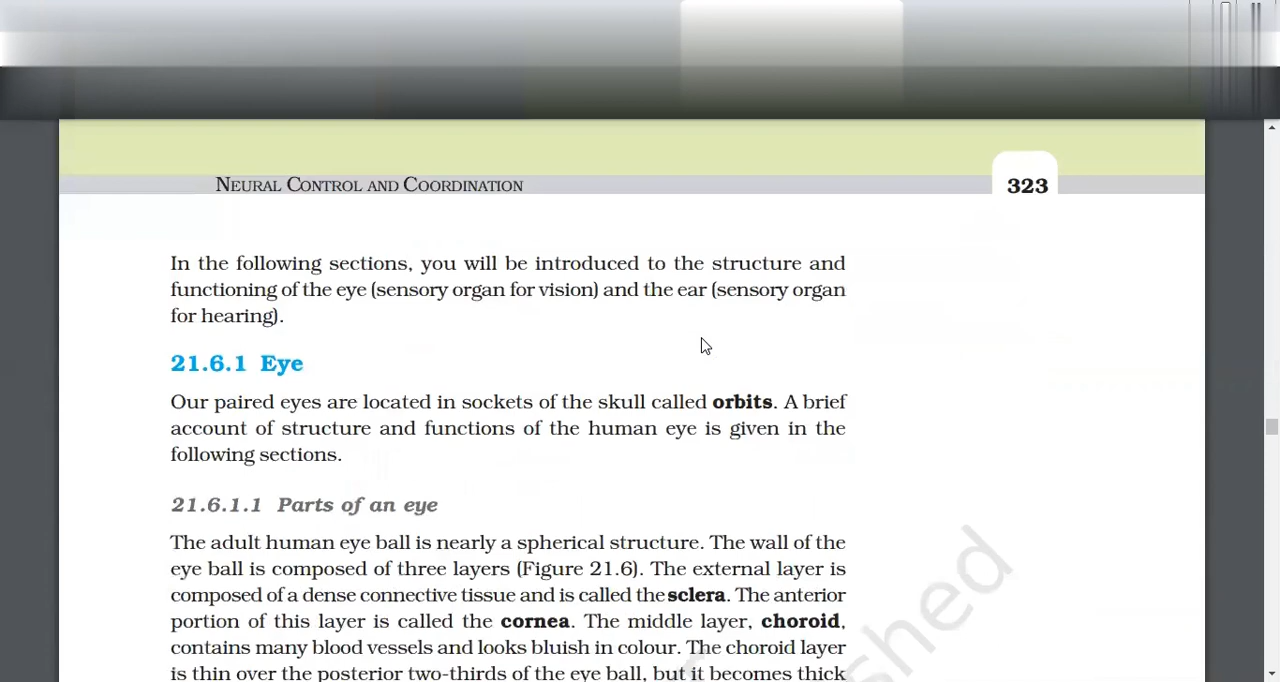 NEURAL CONTROL AND COORDINATION
323
In the following sections, you will be introduced to the structure and
functioning of the eye (sensory organ for vision) and the ear (sensory organ
for hearing).
21.6.1 Eye
Our paired eyes are located in sockets of the skull called orbits. A brief
account of structure and functions of the human eye is given in the
following sections.
21.6.1.1 Parts of an eye
The adult human eye ball is nearly a spherical structure. The wall of the
eye ball is composed of three layers (Figure 21.6). The external layer is
composed of a dense connective tissue and is called the sclera. The anterior
portion of this layer is called the cornea. The middle layer, choroid,
contains many blood vessels and looks bluish in colour. The choroid layer
is thin over the posterior two-thirds of the eye ball, but it becomes thick